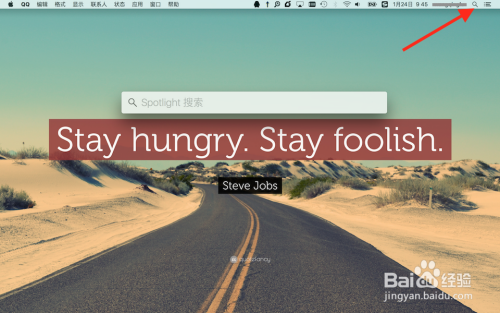 QQ 编辑 格式 显示 联系人 状态 应用 窗口 帮助 1月24日 9 45
Spotlight 搜索
Stay hungry. Stay foolish.
Steve Jobs
quotefancy
Baidu 经验
jingyan.baidu.com